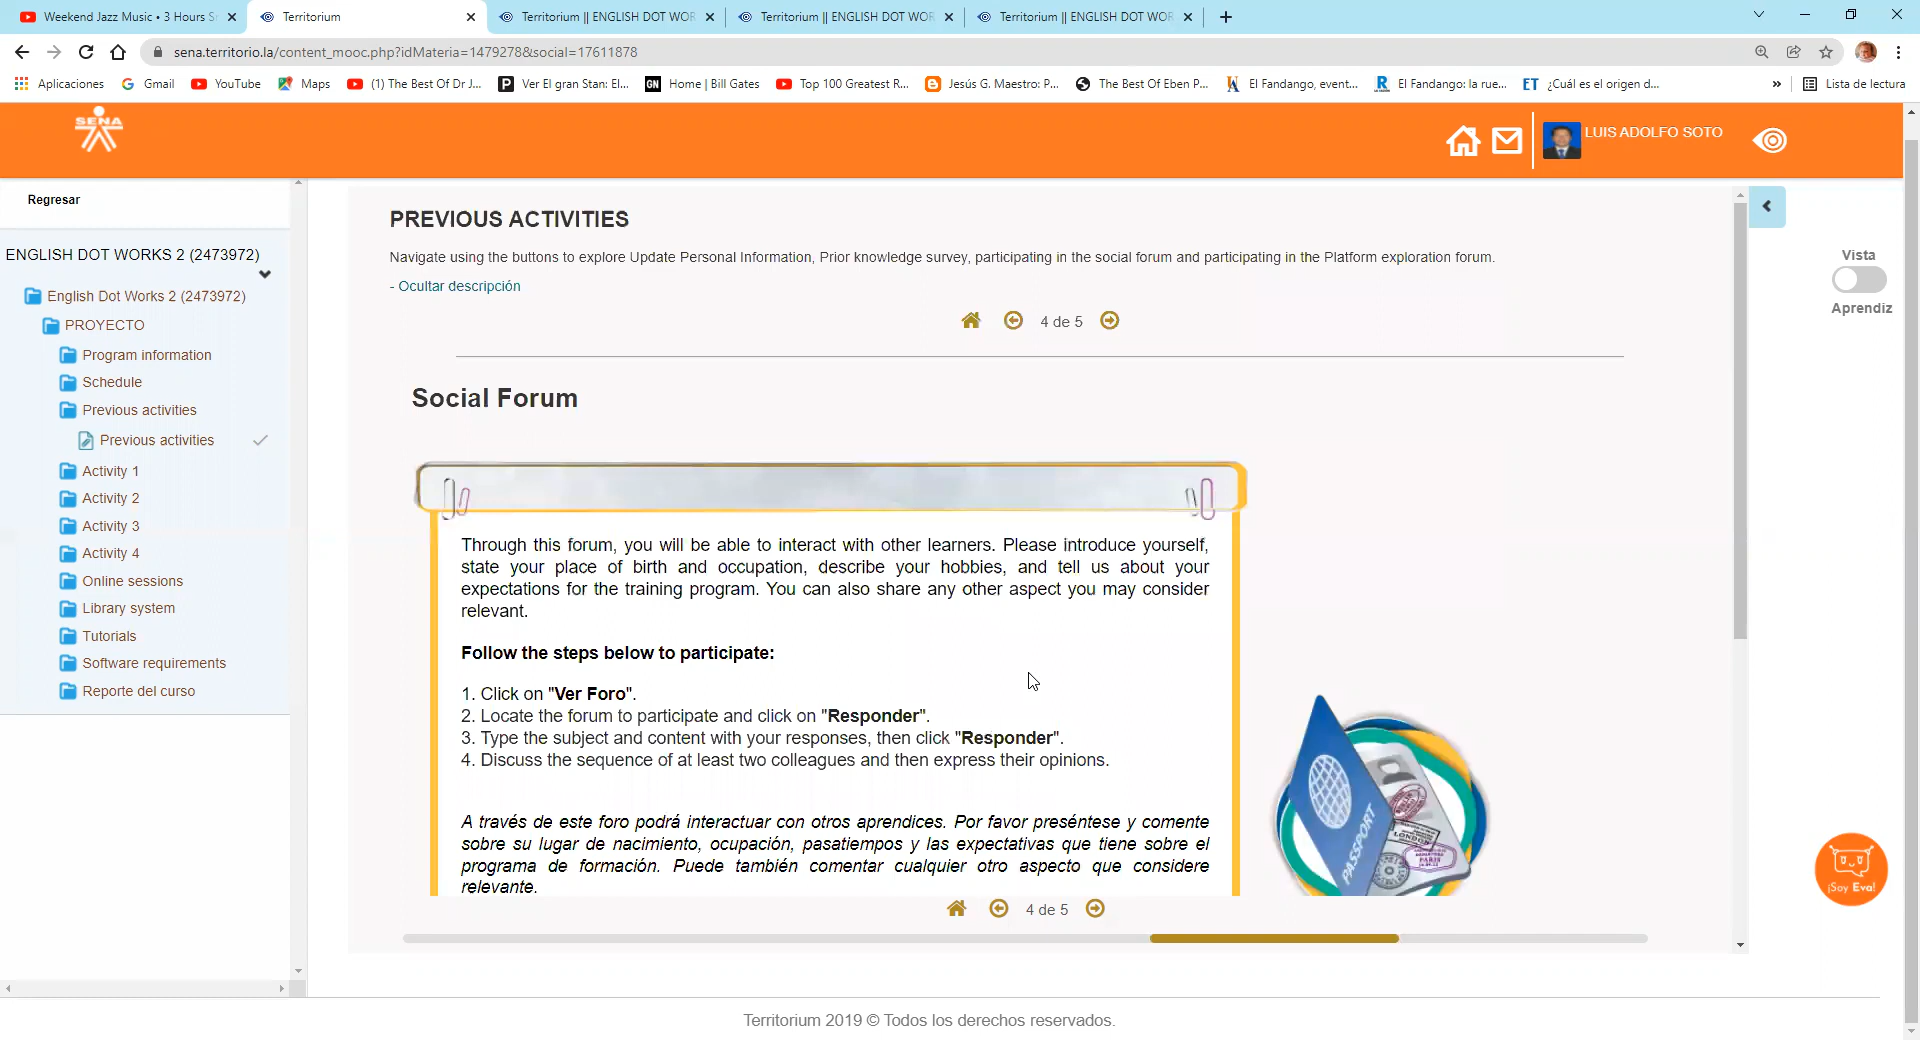 Weekend Jazz Music • 3 Hours S
Territorium
Territorium || ENGLISH DOT WOR
Territorium || ENGLISH DOT WOR
Territorium || ENGLISH DOT WOR
sena.territorio.la/content_mooc.php?idMateria=1479278&social=17611878
Aplicaciones
Gmail
YouTube
Maps
(1) The Best Of Dr J...
Ver El gran Stan: El...
GN Home | Bill Gates
Top 100 Greatest R...
Jesús G. Maestro: P...
The Best Of Eben P...
El Fandango, event...
El Fandango: la rue...
ET ¿Cuál es el origen d...
»
Lista de lectura
SENA
LUIS ADOLFO SOTO
Regresar
ENGLISH DOT WORKS 2 (2473972)
English Dot Works 2 (2473972)
PROYECTO
Program information
Schedule
Previous activities
Previous activities
Activity 1
Activity 2
Activity 3
Activity 4
Online sessions
Library system
Tutorials
Software requirements
Reporte del curso
PREVIOUS ACTIVITIES
Navigate using the buttons to explore Update Personal Information, Prior knowledge survey, participating in the social forum and participating in the Platform exploration forum.
- Ocultar descripción
4 de 5
Social Forum
Through this forum, you will be able to interact with other learners. Please introduce yourself,
state your place of birth and occupation, describe your hobbies, and tell us about your
expectations for the training program. You can also share any other aspect you may consider
relevant.
Follow the steps below to participate:
1. Click on "Ver Foro".
2. Locate the forum to participate and click on "Responder".
3. Type the subject and content with your responses, then click "Responder".
4. Discuss the sequence of at least two colleagues and then express their opinions.
A través de este foro podrá interactuar con otros aprendices. Por favor preséntese y comente
sobre su lugar de nacimiento, ocupación, pasatiempos y las expectativas que tiene sobre el
programa de formación. Puede también comentar cualquier otro aspecto que considere
relevante.
PASSPORT
LONDON
PARIS
4 de 5
Vista
Aprendiz
¡Soy Eva!
Territorium 2019 © Todos los derechos reservados.